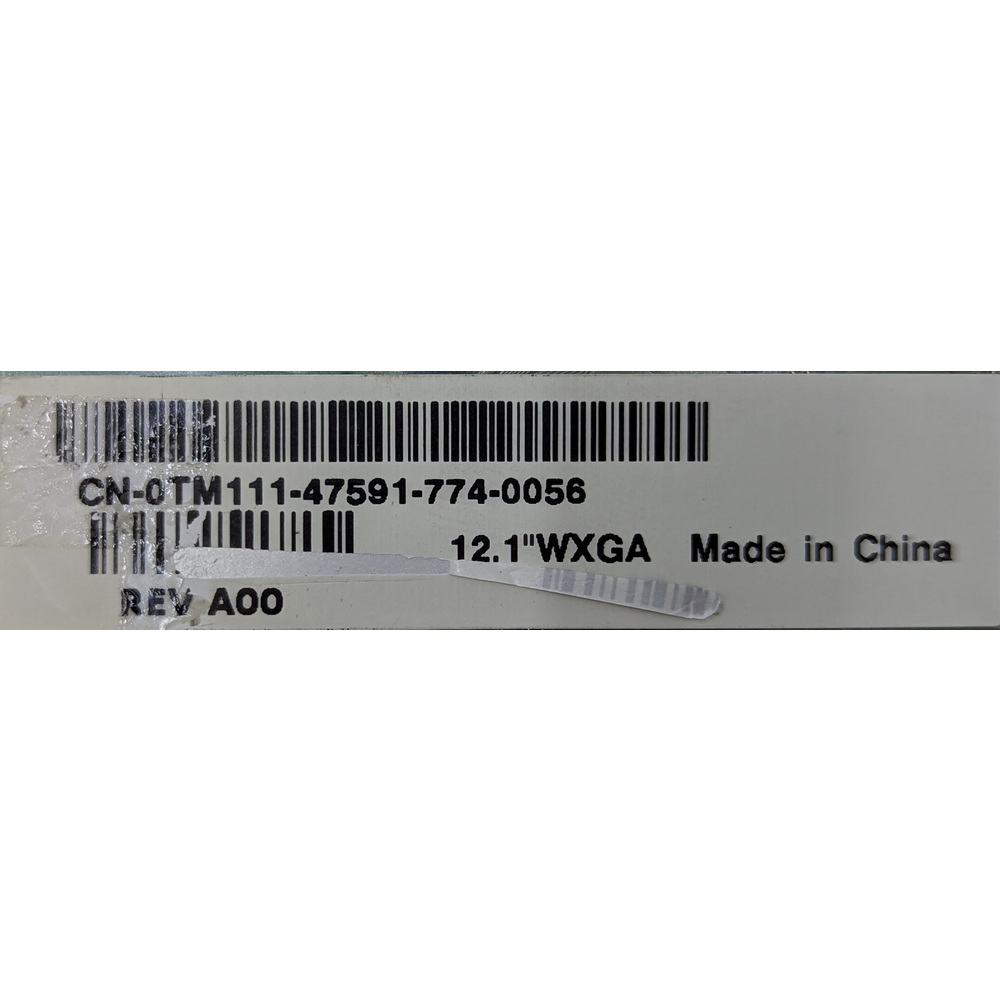 CN-0TM111-47591-774-0056
12.1"WXGA Made in China
REV A00